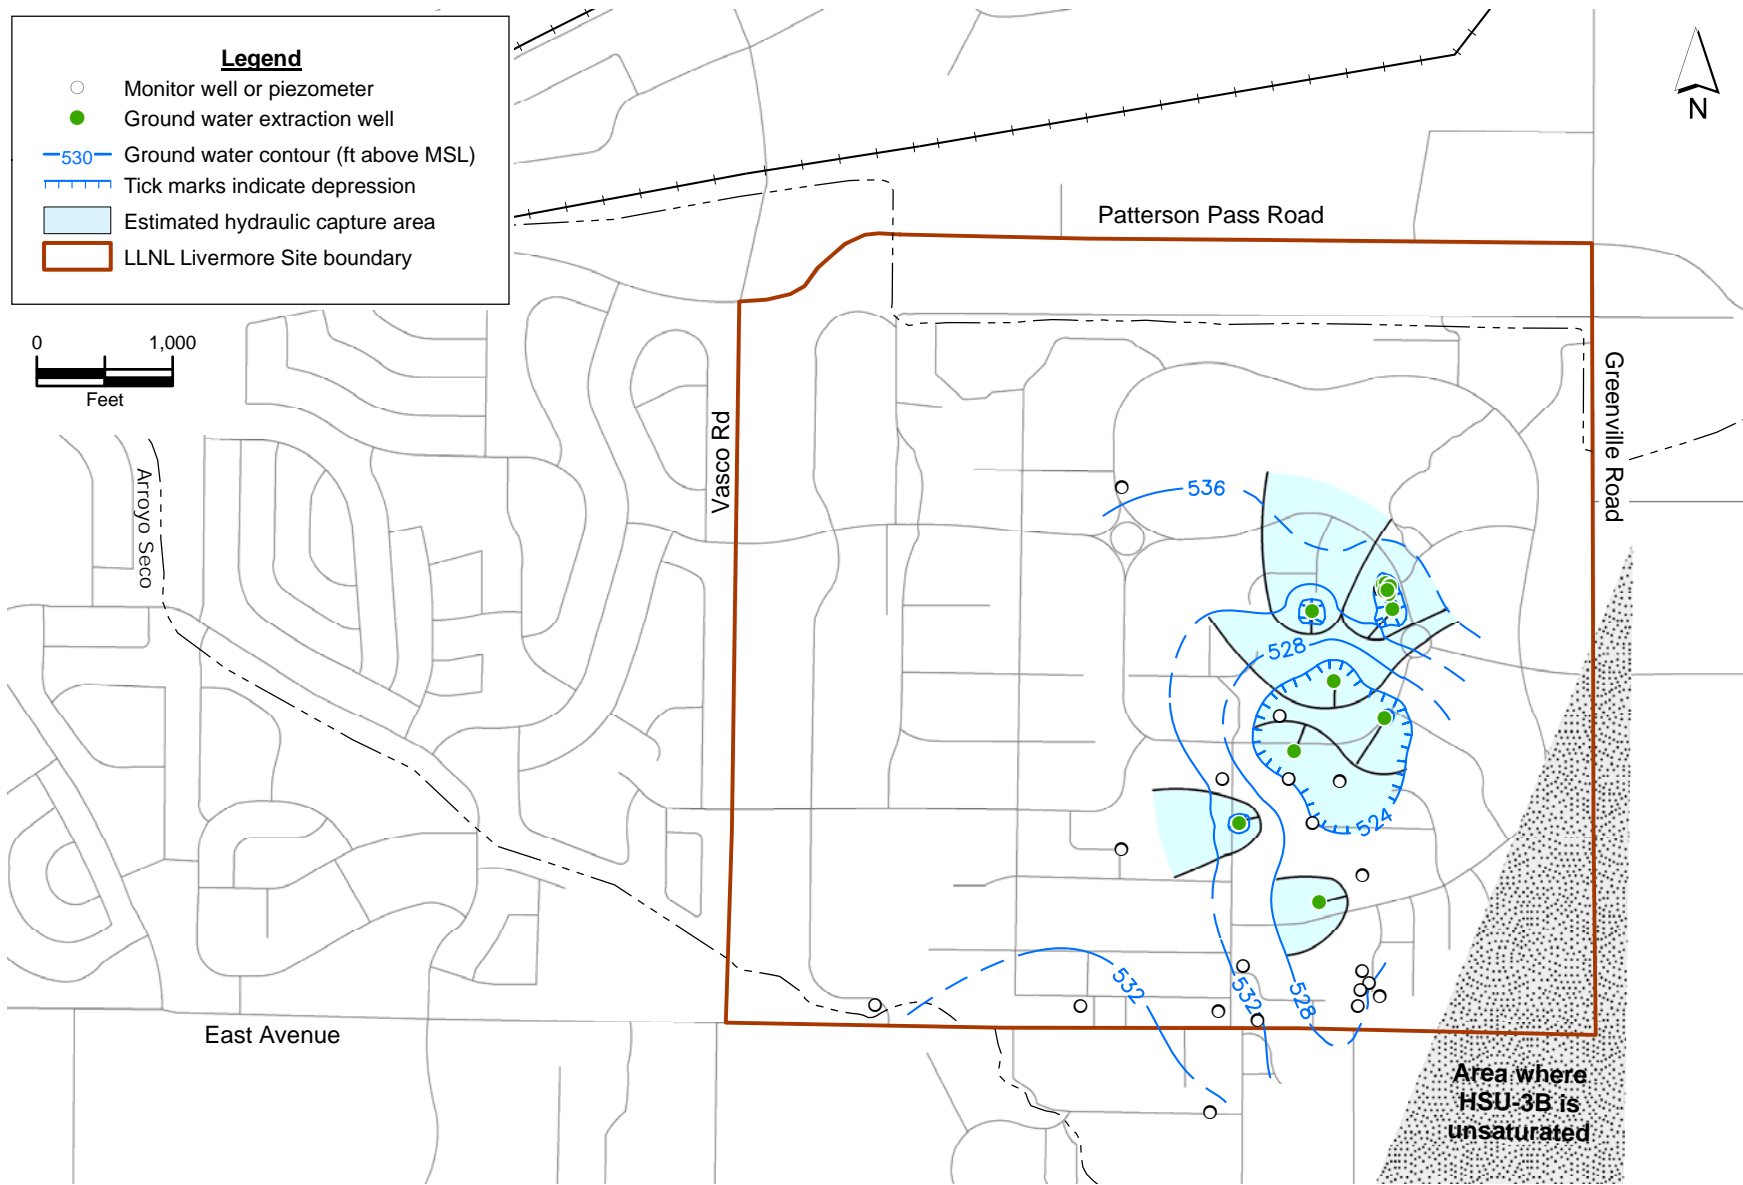 Legend
Monitor well or piezometer
Ground water extraction well
530
Ground water contour (ft above MSL)
Tick marks indicate depression
Estimated hydraulic capture area
LLNL Livermore Site boundary
0 1,000
Feet
N
Patterson Pass Road
Greenville Road
Vasco Rd
Arroyo Seco
East Avenue
536
528
524
532
532
528
Area where
HSU-3B is
unsaturated